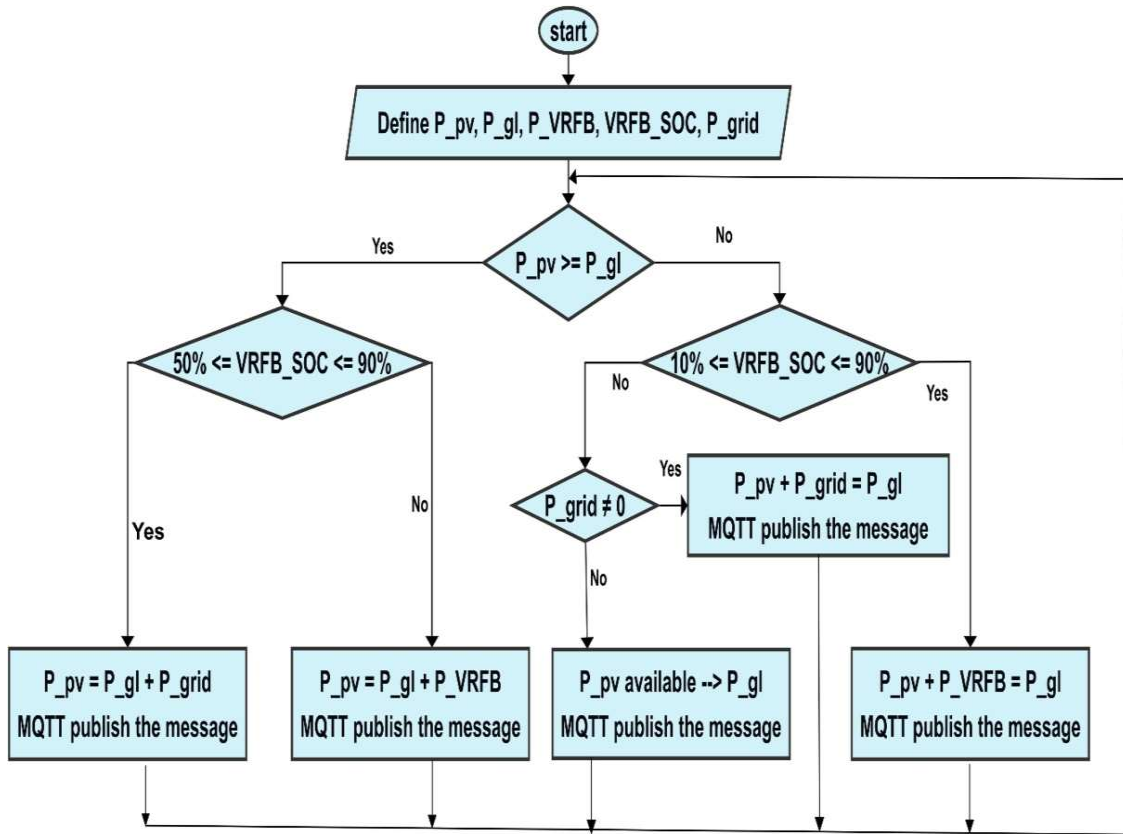 start
Define P_pv, P_gl, P_VRFB, VRFB_SOC, P_grid
Yes
No
P_pv >= P_gl
50% <= VRFB_SOC <= 90%
10% <= VRFB_SOC <= 90%
No
Yes
Yes
P_pv + P_grid = P_gl
MQTT publish the message
P_grid ≠ 0
No
Yes
No
P_pv = P_gl + P_grid
MQTT publish the message
P_pv = P_gl + P_VRFB
MQTT publish the message
P_pv available --> P_gl
MQTT publish the message
P_pv + P_VRFB = P_gl
MQTT publish the message